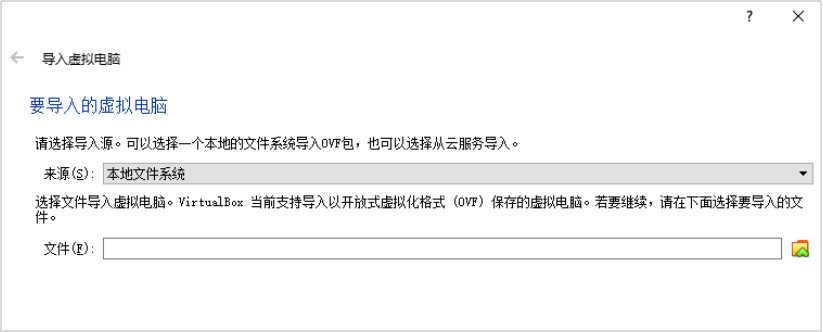 ?
导入虚拟电脑
要导入的虚拟电脑
请选择导入源。可以选择一个本地的文件系统导入OVF包，也可以选择从云服务导入。
来源(S): 本地文件系统
选择文件导入虚拟电脑。VirtualBox 当前支持导入以开放式虚拟化格式 (OVF) 保存的虚拟电脑。若要继续，请在下面选择要导入的文
件。
文件(F):